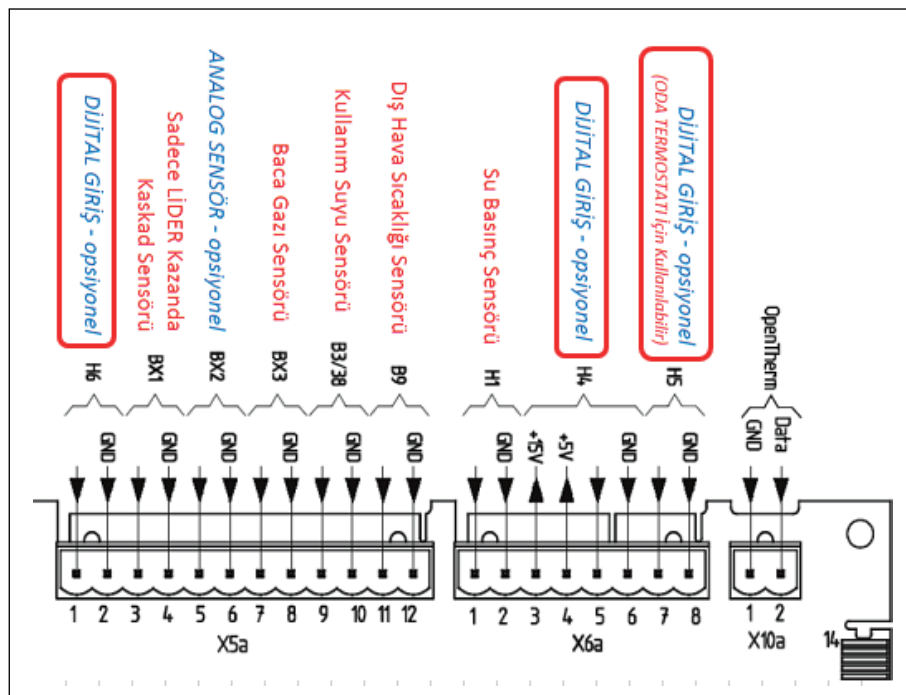 DİJİTAL GİRİŞ - opsiyonel
Sadece LİDER Kazanda
Kaskad Sensörü
ANALOG SENSÖR - opsiyonel
Baca Gazı Sensörü
Kullanım Suyu Sensörü
Dış Hava Sıcaklığı Sensörü
Su Basınç Sensörü
DİJİTAL GİRİŞ - opsiyonel
DİJİTAL GİRİŞ - opsiyonel
(ODA TERMOSTATI İçin Kullanılabilir)
OpenTherm
H6 BX1 BX2 BX3 B3/38 B9 H1 H4 H5
GND GND GND GND GND GND GND +15V +5V GND GND GND Data
1 2 3 4 5 6 7 8 9 10 11 12 1 2 3 4 5 6 7 8 1 2
X5a X6a X10a 14